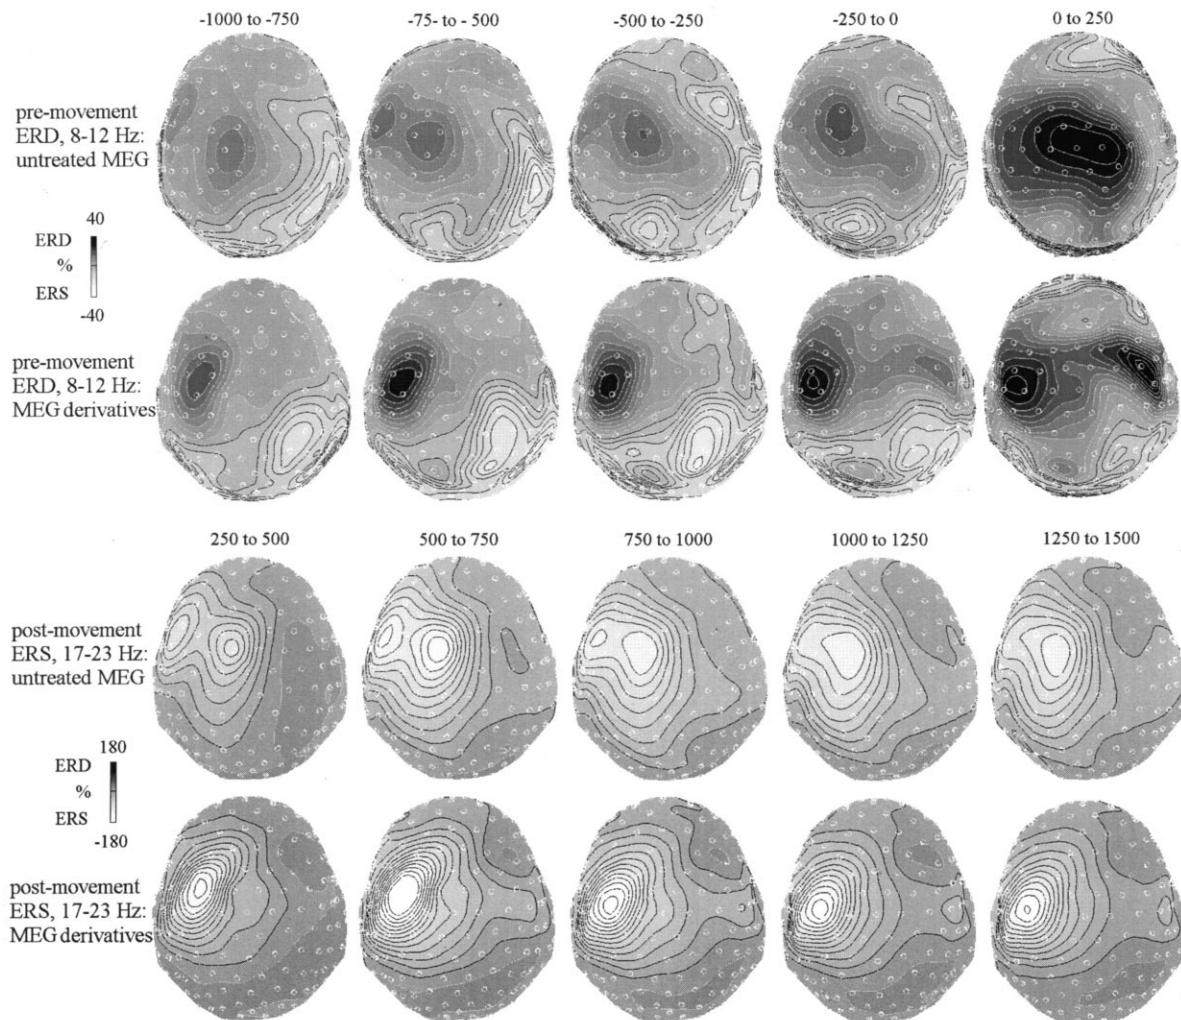 -1000 to -750
-75- to - 500
-500 to -250
-250 to 0
0 to 250
pre-movement
ERD, 8-12 Hz:
untreated MEG
40
ERD
%
ERS
-40
pre-movement
ERD, 8-12 Hz:
MEG derivatives
250 to 500
500 to 750
750 to 1000
1000 to 1250
1250 to 1500
post-movement
ERS, 17-23 Hz:
untreated MEG
180
ERD
%
ERS
-180
post-movement
ERS, 17-23 Hz:
MEG derivatives